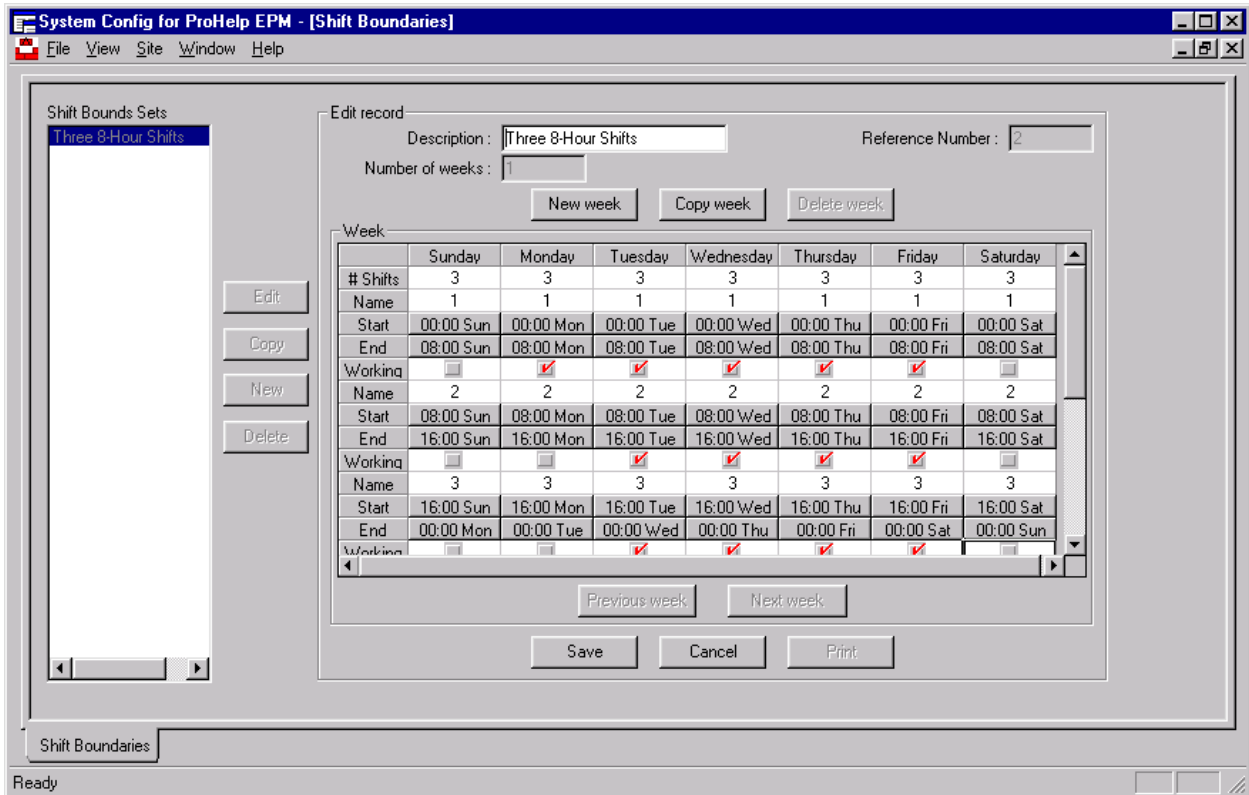 System Config for ProHelp EPM - [Shift Boundaries]
File View Site Window Help
Shift Bounds Sets
Three 8-Hour Shifts
Edit
Copy
New
Delete
Edit record
Description : Three 8-Hour Shifts Reference Number : 2
Number of weeks : 1
New week Copy week Delete week
Week
Sunday Monday Tuesday Wednesday Thursday Friday Saturday
# Shifts 3 3 3 3 3 3 3
Name 1 1 1 1 1 1 1
Start 00:00 Sun 00:00 Mon 00:00 Tue 00:00 Wed 00:00 Thu 00:00 Fri 00:00 Sat
End 08:00 Sun 08:00 Mon 08:00 Tue 08:00 Wed 08:00 Thu 08:00 Fri 08:00 Sat
Working
Name 2 2 2 2 2 2 2
Start 08:00 Sun 08:00 Mon 08:00 Tue 08:00 Wed 08:00 Thu 08:00 Fri 08:00 Sat
End 16:00 Sun 16:00 Mon 16:00 Tue 16:00 Wed 16:00 Thu 16:00 Fri 16:00 Sat
Working
Name 3 3 3 3 3 3 3
Start 16:00 Sun 16:00 Mon 16:00 Tue 16:00 Wed 16:00 Thu 16:00 Fri 16:00 Sat
End 00:00 Mon 00:00 Tue 00:00 Wed 00:00 Thu 00:00 Fri 00:00 Sat 00:00 Sun
Working
Previous week Next week
Save Cancel Print
Shift Boundaries
Ready